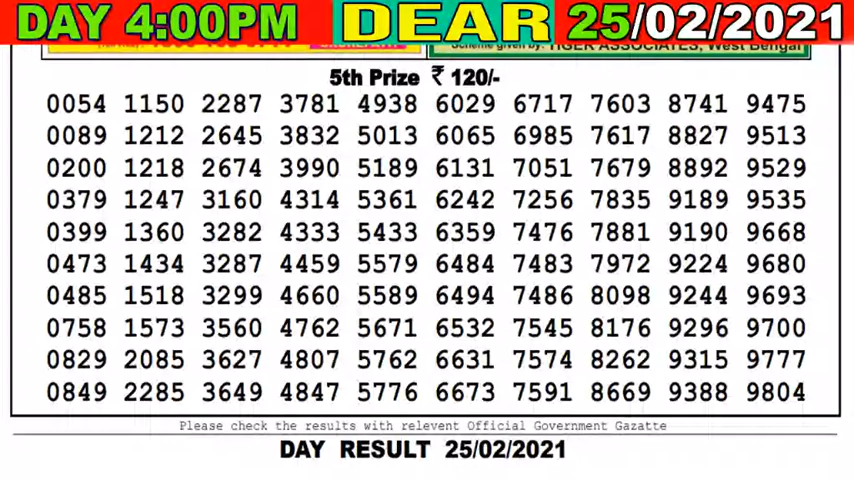 DAY 4:00PM DEAR 25/02/2021
Scheme given by: TIGER ASSOCIATES, West Bengal
5th Prize ₹ 120/-
0054 1150 2287 3781 4938 6029 6717 7603 8741 9475
0089 1212 2645 3832 5013 6065 6985 7617 8827 9513
0200 1218 2674 3990 5189 6131 7051 7679 8892 9529
0379 1247 3160 4314 5361 6242 7256 7835 9189 9535
0399 1360 3282 4333 5433 6359 7476 7881 9190 9668
0473 1434 3287 4459 5579 6484 7483 7972 9224 9680
0485 1518 3299 4660 5589 6494 7486 8098 9244 9693
0758 1573 3560 4762 5671 6532 7545 8176 9296 9700
0829 2085 3627 4807 5762 6631 7574 8262 9315 9777
0849 2285 3649 4847 5776 6673 7591 8669 9388 9804
Please check the results with relevent Official Government Gazatte
DAY RESULT 25/02/2021